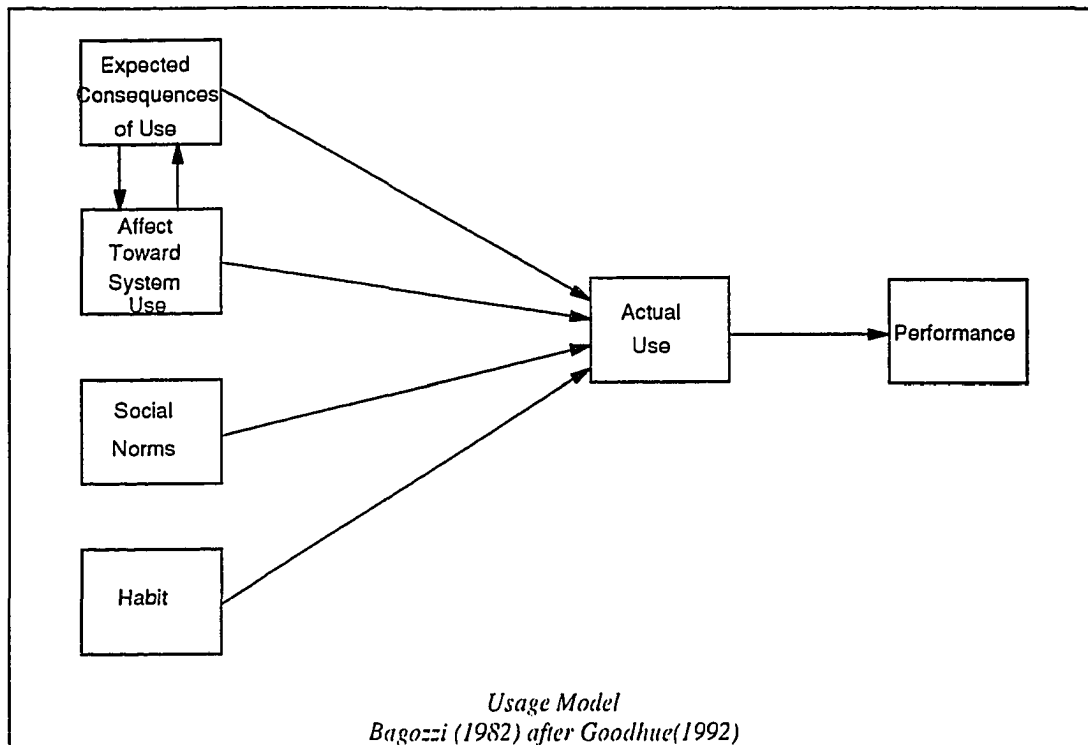 Expected
Consequences
of Use
Affect
Toward
System
Use
Social
Norms
Habit
Actual
Use
Performance
Usage Model
Bagozzi (1982) after Goodhue(1992)